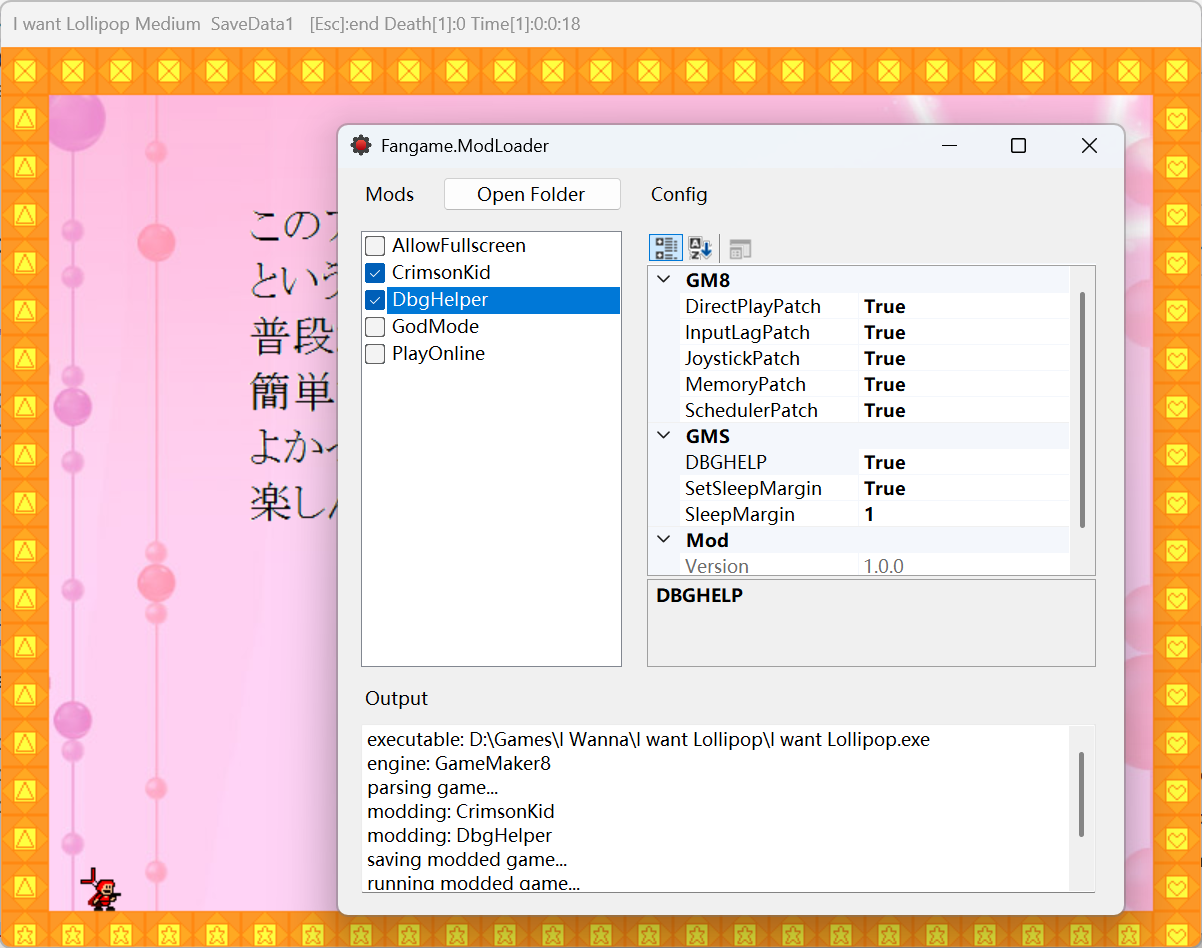 I want Lollipop Medium  SaveData1   [Esc]:end Death[1]:0 Time[1]:0:0:18
この
という
普段
簡単
よかっ
楽し
Fangame.ModLoader
Mods
Open Folder
Config
AllowFullscreen
CrimsonKid
DbgHelper
GodMode
PlayOnline
GM8
DirectPlayPatch True
InputLagPatch True
JoystickPatch True
MemoryPatch True
SchedulerPatch True
GMS
DBGHELP True
SetSleepMargin True
SleepMargin 1
Mod
Version 1.0.0
DBGHELP
Output
executable: D:\Games\I Wanna\I want Lollipop\I want Lollipop.exe
engine: GameMaker8
parsing game...
modding: CrimsonKid
modding: DbgHelper
saving modded game...
running modded game...